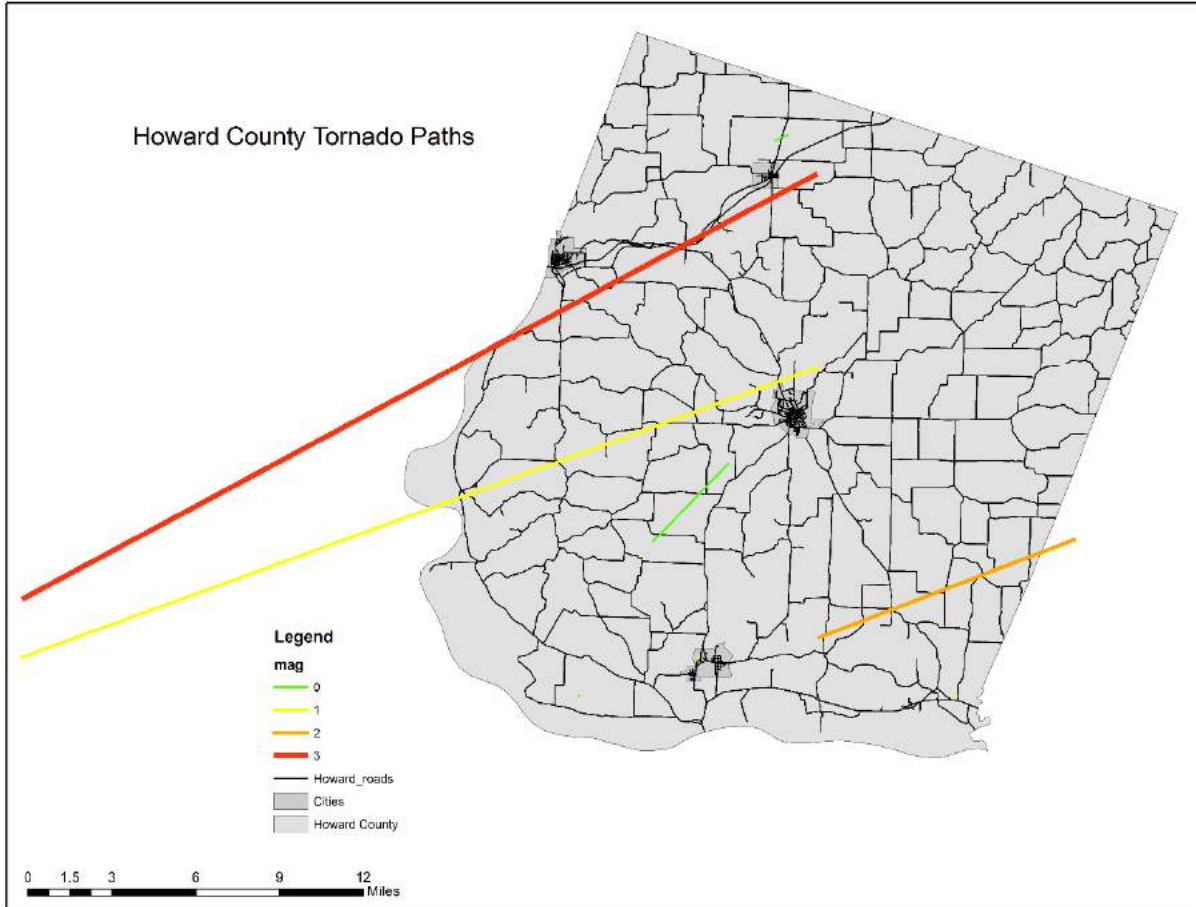 Howard County Tornado Paths
Legend
mag
0
1
2
3
Howard_roads
Cities
Howard County
0 1.5 3 6 9 12
Miles